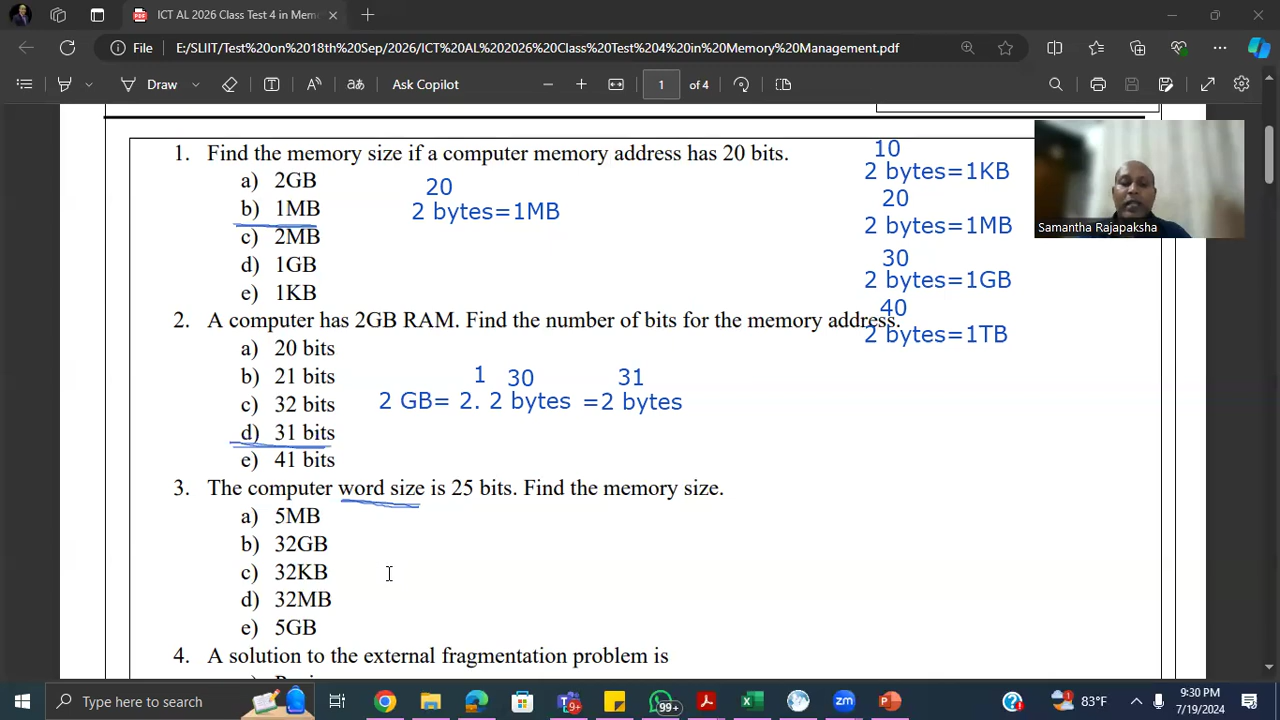 ICT AL 2026 Class Test 4 in Mem
File
E:/SLIIT/Test%20on%2018th%20Sep/2026/ICT%20AL%202026%20Class%20Test%204%20in%20Memory%20Management.pdf
Draw
Ask Copilot
1 of 4
1. Find the memory size if a computer memory address has 20 bits.
a) 2GB
b) 1MB
c) 2MB
d) 1GB
e) 1KB
20
2 bytes=1MB
10
2 bytes=1KB
20
2 bytes=1MB
30
2 bytes=1GB
40
2 bytes=1TB
Samantha Rajapaksha
2. A computer has 2GB RAM. Find the number of bits for the memory address.
a) 20 bits
b) 21 bits
c) 32 bits
d) 31 bits
e) 41 bits
1 30 31
2 GB= 2. 2 bytes =2 bytes
3. The computer word size is 25 bits. Find the memory size.
a) 5MB
b) 32GB
c) 32KB
d) 32MB
e) 5GB
4. A solution to the external fragmentation problem is
Type here to search
99+
83°F
9:30 PM
7/19/2024